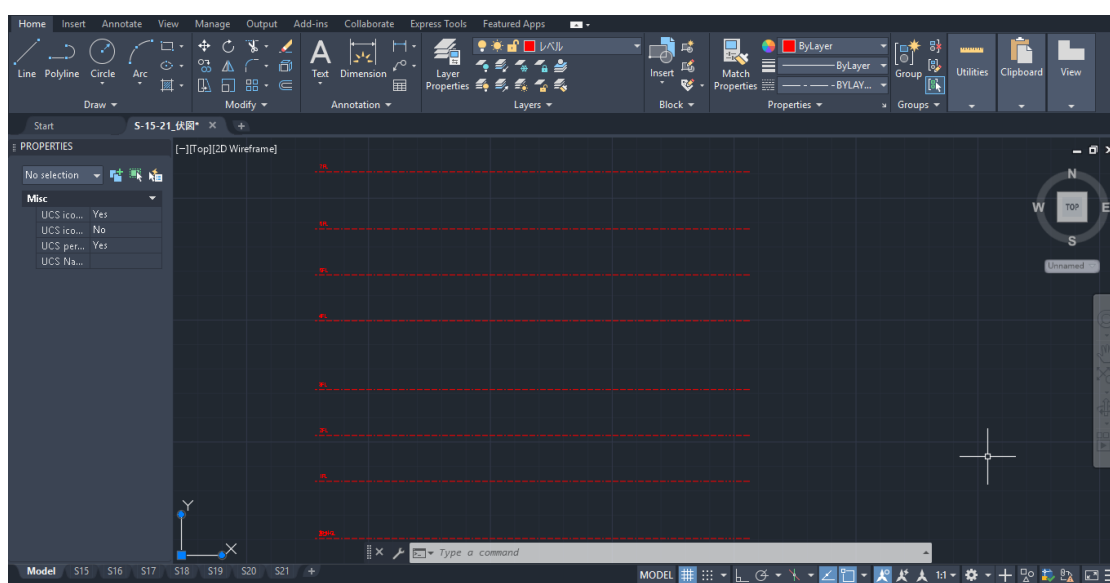 Home Insert Annotate View Manage Output Add-ins Collaborate Express Tools Featured Apps
Line Polyline Circle Arc
Text Dimension
Layer Properties
レベル
Insert
Match Properties
ByLayer
ByLayer
BYLAY...
Group
Utilities Clipboard View
Draw Modify Annotation Layers Block Properties Groups
Start S-15-21_伏図*
PROPERTIES
[−][Top][2D Wireframe]
No selection
Misc
UCS ico... Yes
UCS ico... No
UCS per... Yes
UCS Na...
N
W TOP E
S
Unnamed
Y
X
Type a command
Model S15 S16 S17 S18 S19 S20 S21
MODEL 1:1